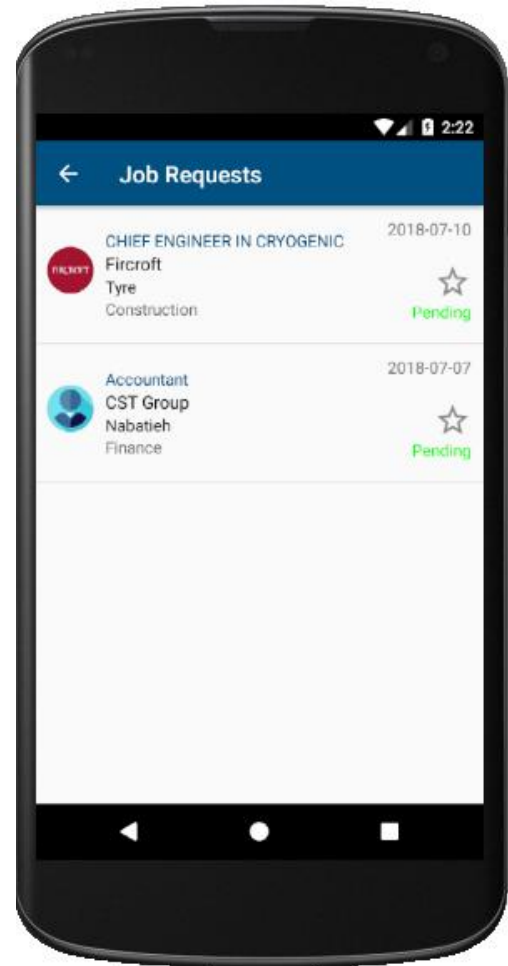 2:22
Job Requests
CHIEF ENGINEER IN CRYOGENIC
2018-07-10
Fircroft
Tyre
Construction
Pending
Accountant
2018-07-07
CST Group
Nabatieh
Finance
Pending